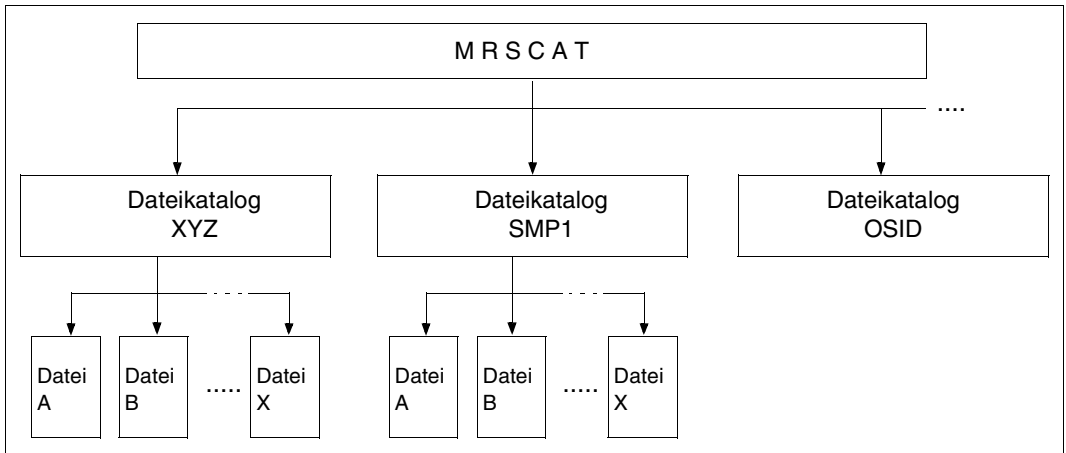 M R S C A T
....
Dateikatalog
XYZ
Dateikatalog
SMP1
Dateikatalog
OSID
Datei
A
Datei
B
.....
Datei
X
Datei
A
Datei
B
.....
Datei
X